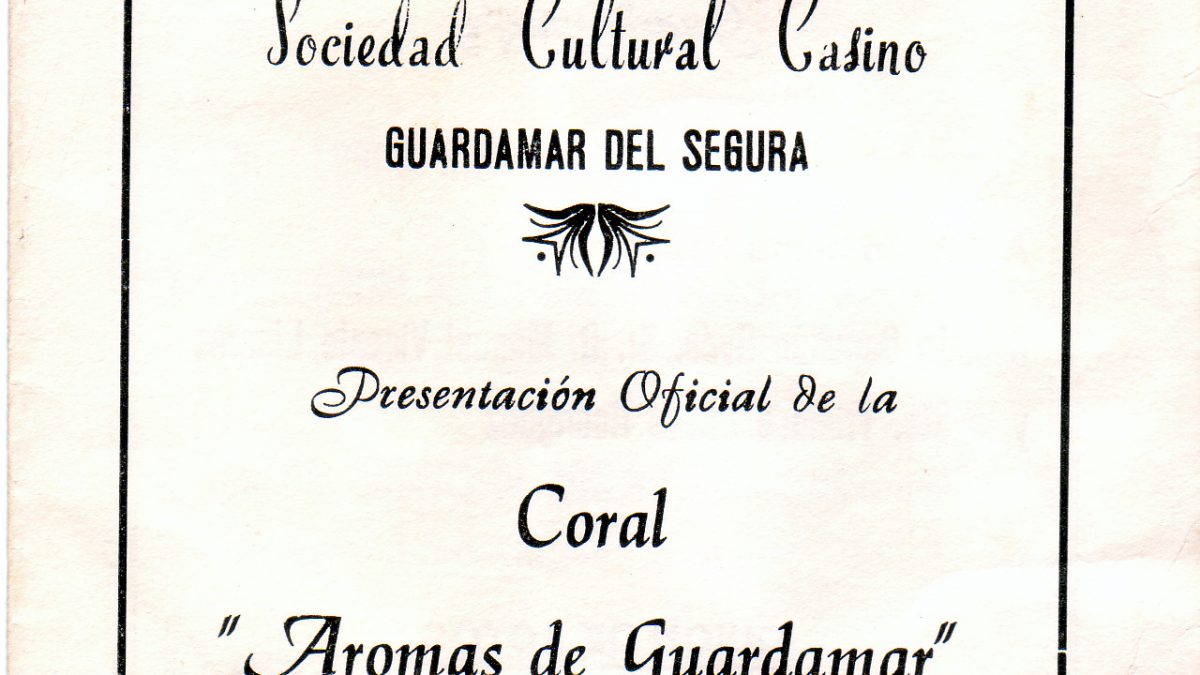 Sociedad Cultural Casino
GUARDAMAR DEL SEGURA
Presentación Oficial de la
Coral
" Aromas de Guardamar"